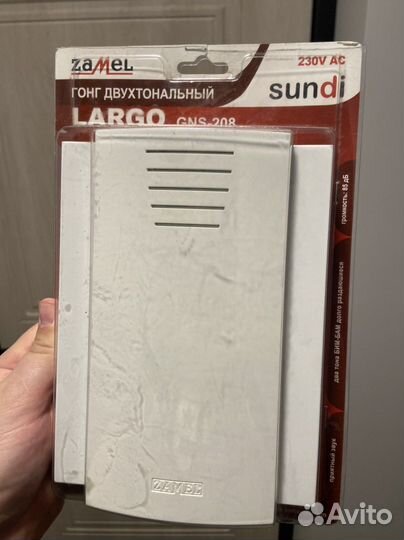 ZAMEL
230V AC
sundi
ГОНГ ДВУХТОНАЛЬНЫЙ
LARGO GNS-208
громкость: 85 дБ
два тона БИМ-БАМ долго раздающиеся
приятный звук
ZAMEL
Avito